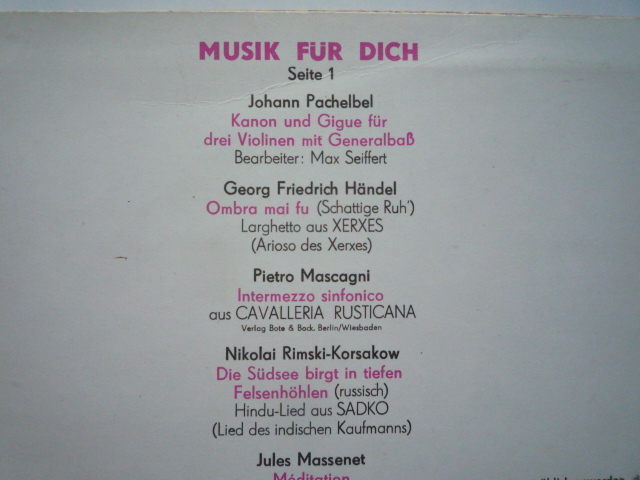 MUSIK FÜR DICH
Seite 1
Johann Pachelbel
Kanon und Gigue für
drei Violinen mit Generalbaß
Bearbeiter: Max Seiffert
Georg Friedrich Händel
Ombra mai fu (Schattige Ruh')
Larghetto aus XERXES
(Arioso des Xerxes)
Pietro Mascagni
Intermezzo sinfonico
aus CAVALLERIA RUSTICANA
Verlag Bote & Bock, Berlin/Wiesbaden
Nikolai Rimski-Korsakow
Die Südsee birgt in tiefen
Felsenhöhlen (russisch)
Hindu-Lied aus SADKO
(Lied des indischen Kaufmanns)
Jules Massenet
Méditation